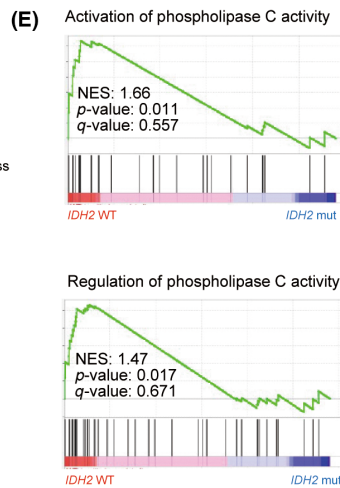 (E)
Activation of phospholipase C activity
NES: 1.66
p-value: 0.011
q-value: 0.557
ss
IDH2 WT
IDH2 mut
Regulation of phospholipase C activity
NES: 1.47
p-value: 0.017
q-value: 0.671
IDH2 WT
IDH2 mut